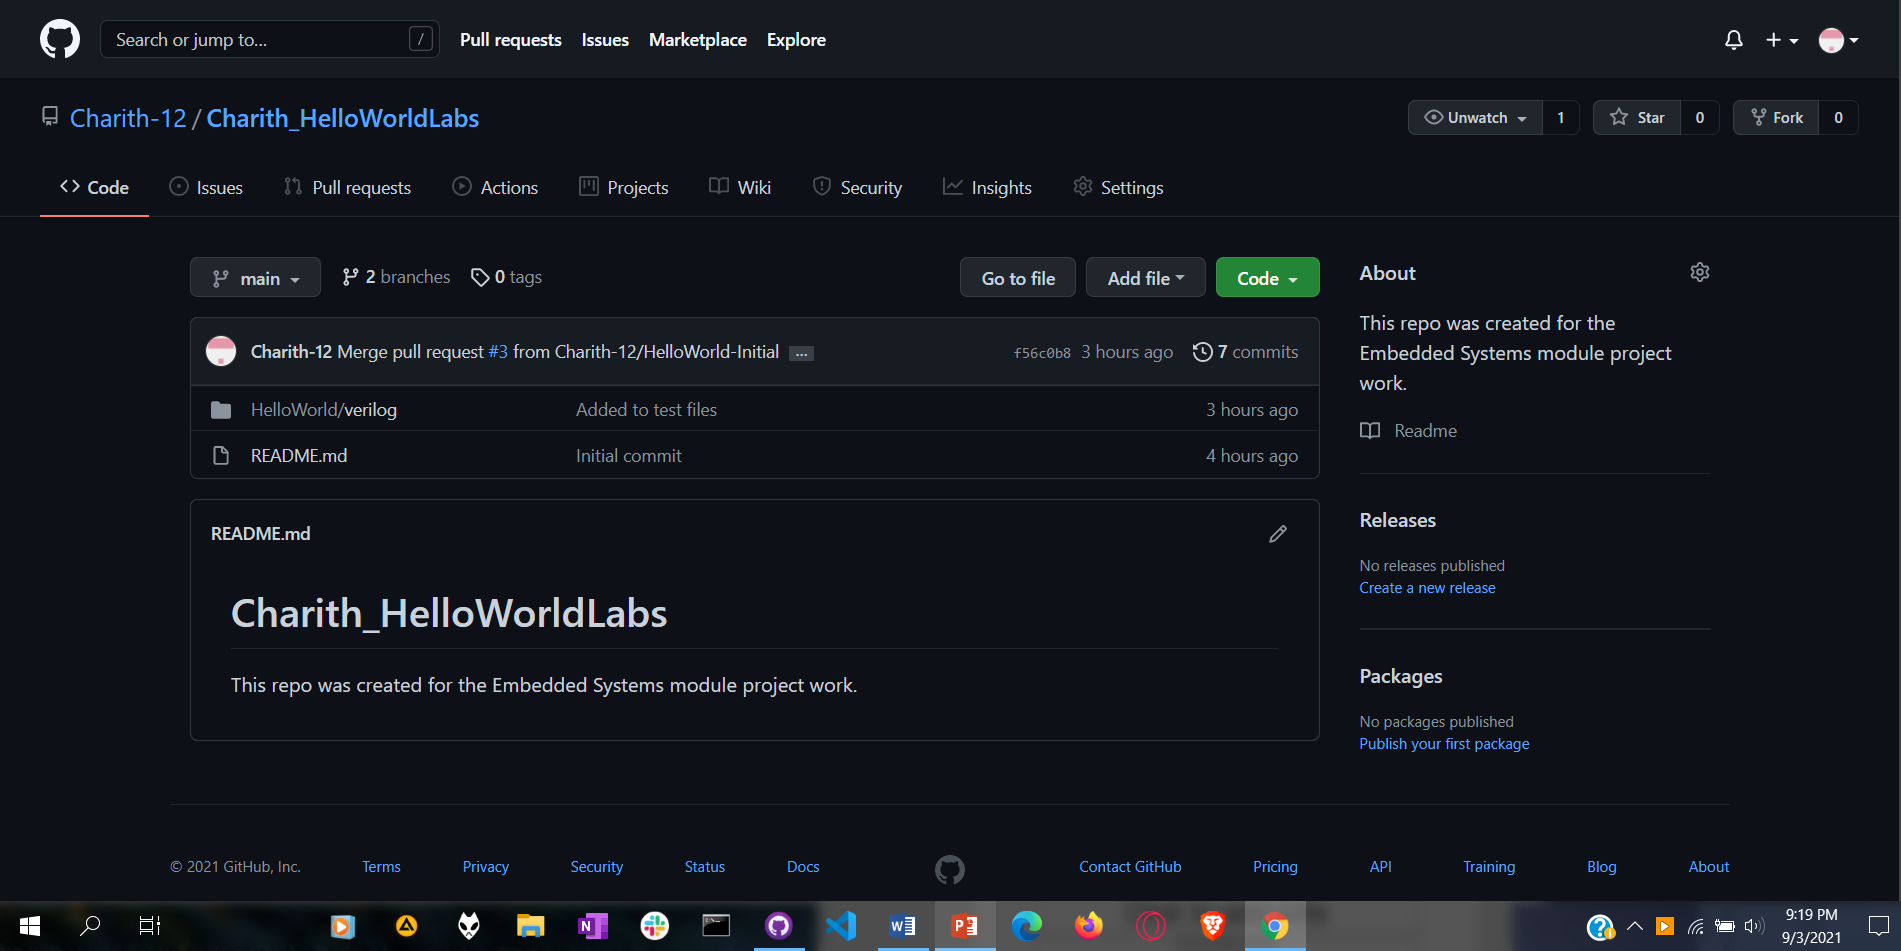 Search or jump to... /
Pull requests Issues Marketplace Explore
Charith-12 / Charith_HelloWorldLabs
Unwatch 1 Star 0 Fork 0
Code Issues Pull requests Actions Projects Wiki Security Insights Settings
main 2 branches 0 tags
Go to file Add file Code
Charith-12 Merge pull request #3 from Charith-12/HelloWorld-Initial ... f56c0b8 3 hours ago 7 commits
HelloWorld/verilog Added to test files 3 hours ago
README.md Initial commit 4 hours ago
README.md
Charith_HelloWorldLabs
This repo was created for the Embedded Systems module project work.
About
This repo was created for the
Embedded Systems module project
work.
Readme
Releases
No releases published
Create a new release
Packages
No packages published
Publish your first package
© 2021 GitHub, Inc. Terms Privacy Security Status Docs Contact GitHub Pricing API Training Blog About
9:19 PM
9/3/2021